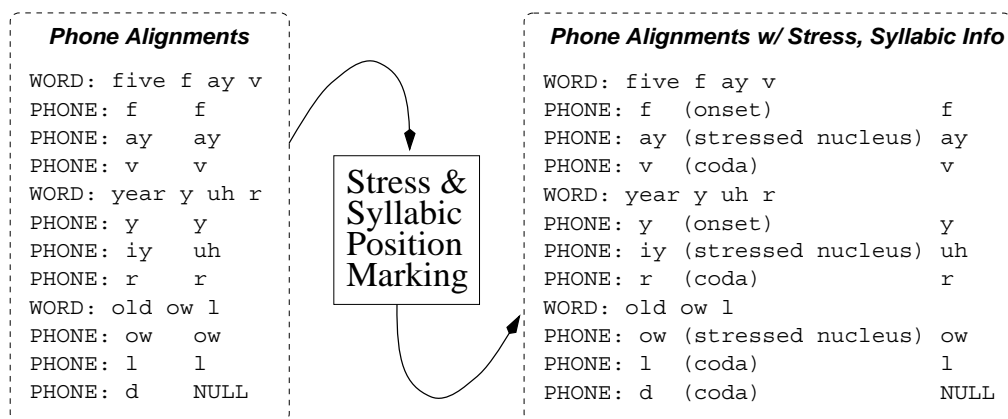 Phone Alignments
WORD: five f ay v
PHONE: f f
PHONE: ay ay
PHONE: v v
WORD: year y uh r
PHONE: y y
PHONE: iy uh
PHONE: r r
WORD: old ow l
PHONE: ow ow
PHONE: l l
PHONE: d NULL
Stress &
Syllabic
Position
Marking
Phone Alignments w/ Stress, Syllabic Info
WORD: five f ay v
PHONE: f (onset) f
PHONE: ay (stressed nucleus) ay
PHONE: v (coda) v
WORD: year y uh r
PHONE: y (onset) y
PHONE: iy (stressed nucleus) uh
PHONE: r (coda) r
WORD: old ow l
PHONE: ow (stressed nucleus) ow
PHONE: l (coda) l
PHONE: d (coda) NULL